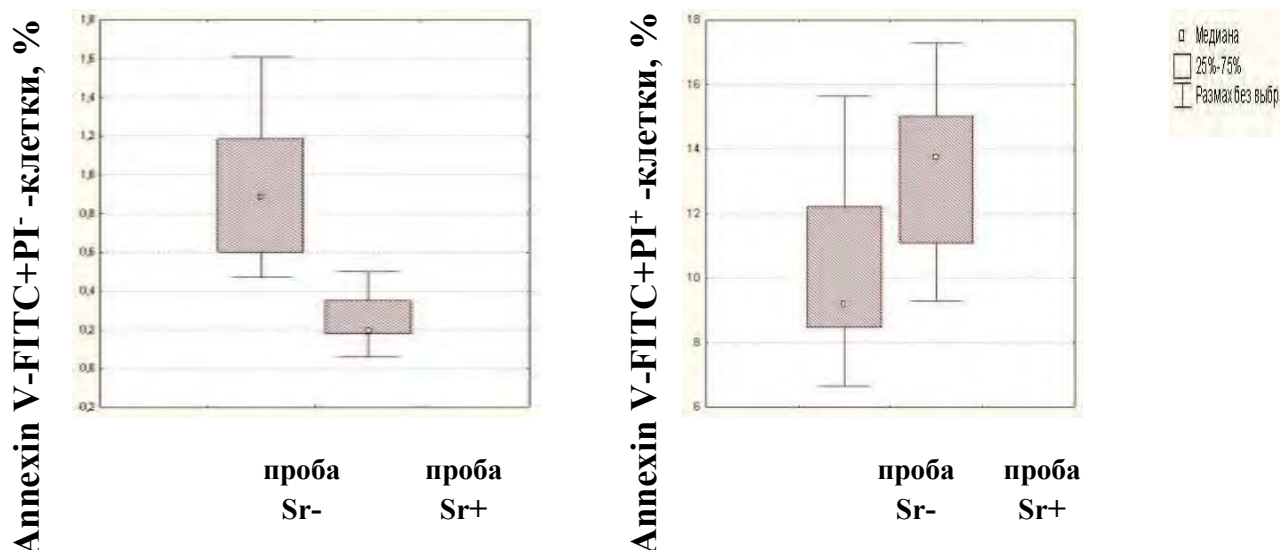 Annexin V-FITC+PI⁻ -клетки, %
1,8
1,6
1,4
1,2
1,0
0,8
0,6
0,4
0,2
0,0
-0,2
проба
Sr-
проба
Sr+
Annexin V-FITC+PI⁺ -клетки, %
18
16
14
12
10
8
6
проба
Sr-
проба
Sr+
Медиана
25%-75%
Размах без выбр